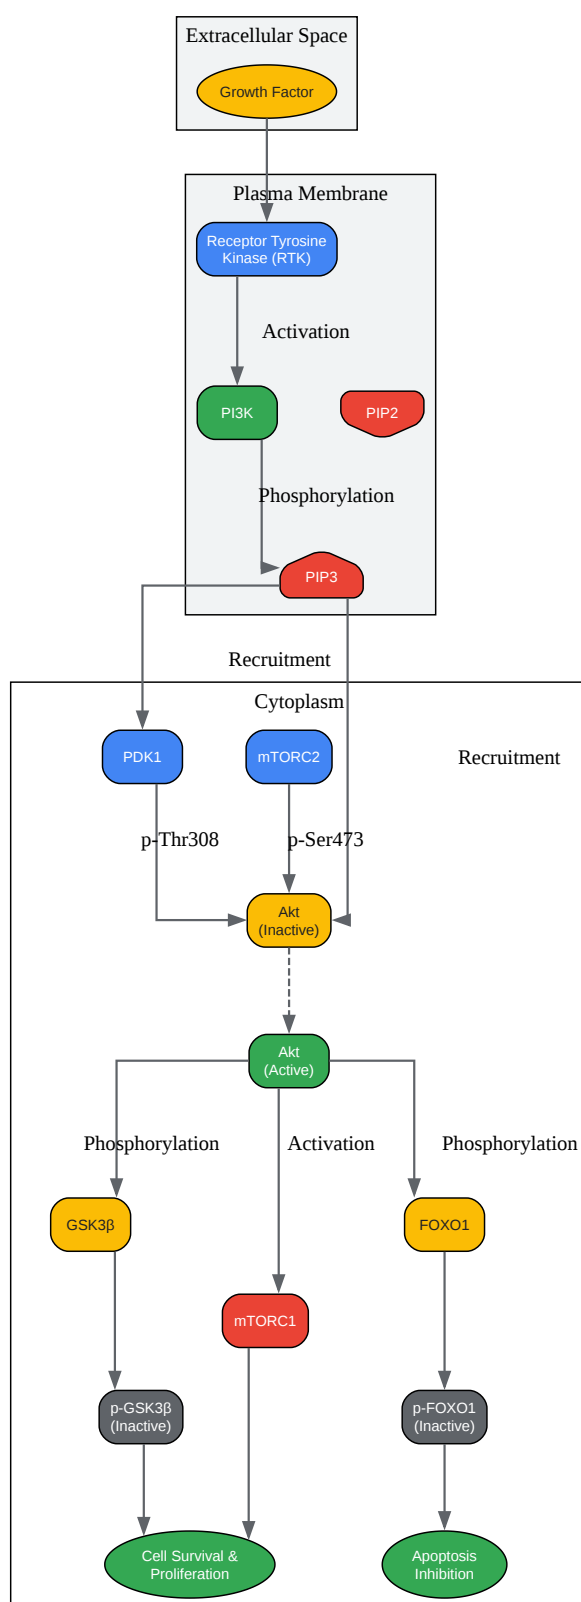 Extracellular Space
Growth Factor
Plasma Membrane
Receptor Tyrosine
Kinase (RTK)
Activation
PI3K
PIP2
Phosphorylation
PIP3
Recruitment
Cytoplasm
PDK1
mTORC2
Recruitment
p-Thr308
p-Ser473
Akt
(Inactive)
Akt
(Active)
Phosphorylation
Activation
Phosphorylation
GSK3β
FOXO1
mTORC1
p-GSK3β
(Inactive)
p-FOXO1
(Inactive)
Cell Survival &
Proliferation
Apoptosis
Inhibition